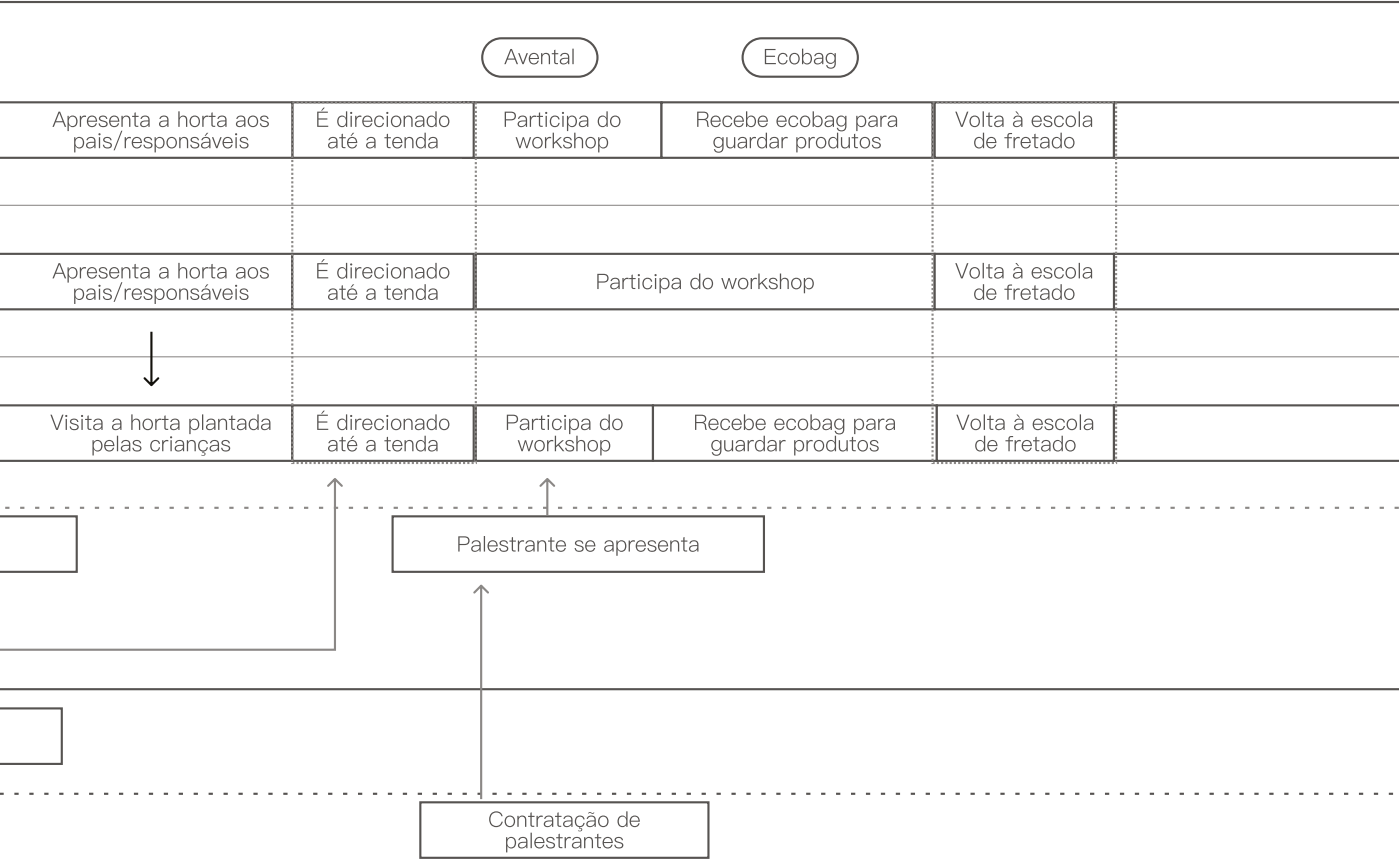 Avental
Ecobag
Apresenta a horta aos
pais/responsáveis
É direcionado
até a tenda
Participa do
workshop
Recebe ecobag para
guardar produtos
Volta à escola
de fretado
Apresenta a horta aos
pais/responsáveis
É direcionado
até a tenda
Participa do workshop
Volta à escola
de fretado
Visita a horta plantada
pelas crianças
É direcionado
até a tenda
Participa do
workshop
Recebe ecobag para
guardar produtos
Volta à escola
de fretado
Palestrante se apresenta
Contratação de
palestrantes